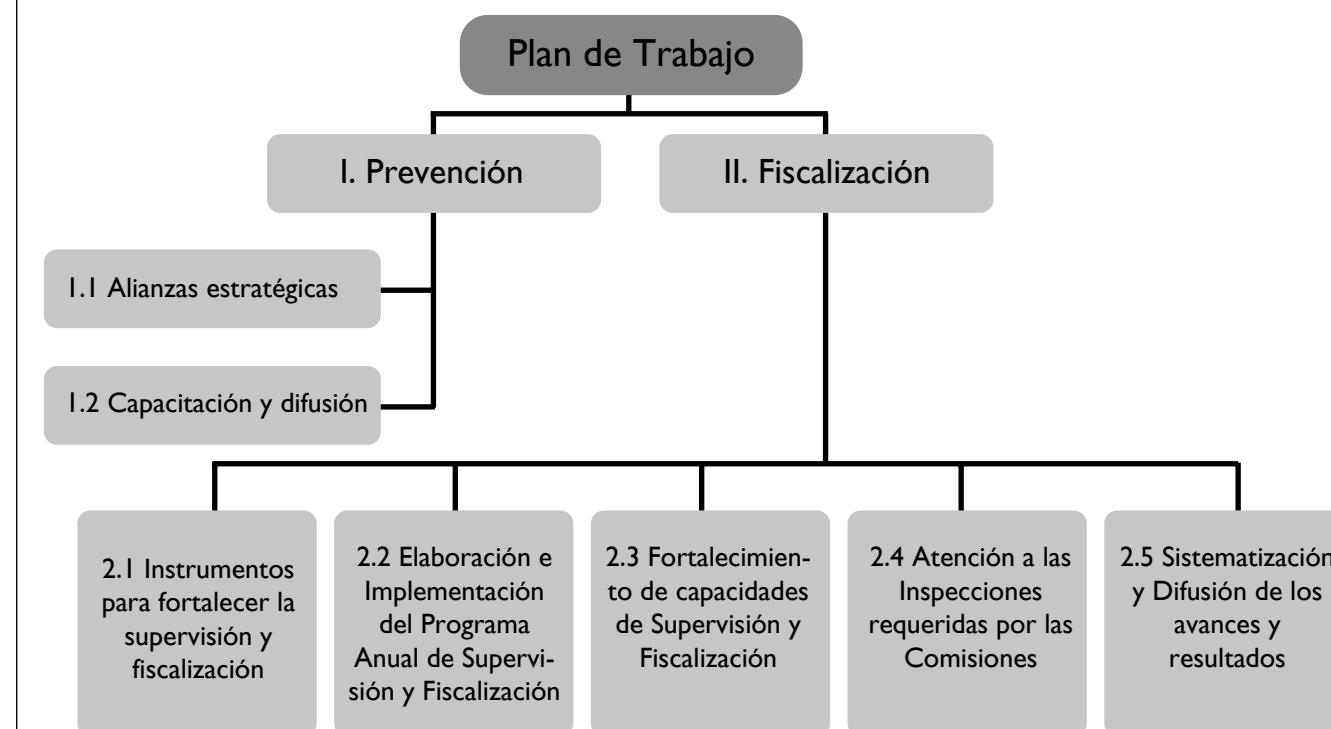 Plan de Trabajo
I. Prevención
II. Fiscalización
1.1 Alianzas estratégicas
1.2 Capacitación y difusión
2.1 Instrumentos
para fortalecer la
supervisión y
fiscalización
2.2 Elaboración e
Implementación
del Programa
Anual de Supervi-
sión y Fiscalización
2.3 Fortalecimien-
to de capacidades
de Supervisión y
Fiscalización
2.4 Atención a las
Inspecciones
requeridas por las
Comisiones
2.5 Sistematización
y Difusión de los
avances y
resultados